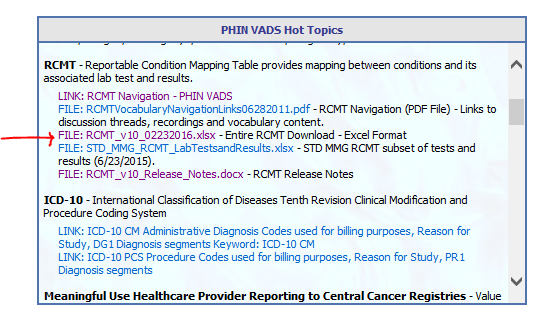 PHIN VADS Hot Topics
RCMT - Reportable Condition Mapping Table provides mapping between conditions and its
associated lab test and results.
LINK: RCMT Navigation - PHIN VADS
FILE: RCMTVocabularyNavigationLinks06282011.pdf - RCMT Navigation (PDF File) - Links to
discussion threads, recordings and vocabulary content.
FILE: RCMT_v10_02232016.xlsx - Entire RCMT Download - Excel Format
FILE: STD_MMG_RCMT_LabTestsandResults.xlsx - STD MMG RCMT subset of tests and
results (6/23/2015).
FILE: RCMT_v10_Release_Notes.docx - RCMT Release Notes
ICD-10 - International Classification of Diseases Tenth Revision Clinical Modification and
Procedure Coding System
LINK: ICD-10 CM Administrative Diagnosis Codes used for billing purposes, Reason for
Study, DG1 Diagnosis segments Keyword: ICD-10 CM
LINK: ICD-10 PCS Procedure Codes used for billing purposes, Reason for Study, PR1
Diagnosis segments
Meaningful Use Healthcare Provider Reporting to Central Cancer Registries - Value